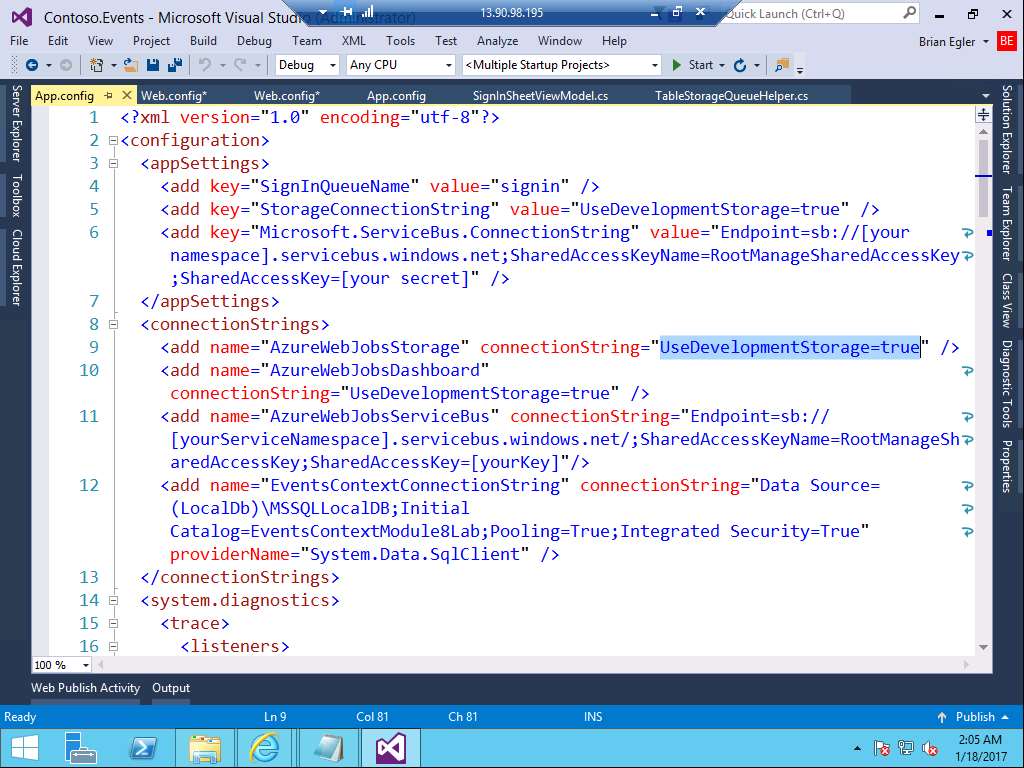 Contoso.Events - Microsoft Visual Studio (Administrator)
13.90.98.195
Quick Launch (Ctrl+Q)
File Edit View Project Build Debug Team XML Tools Test Analyze Window Help
Brian Egler BE
Debug Any CPU <Multiple Startup Projects> Start
App.config Web.config* Web.config* App.config SignInSheetViewModel.cs TableStorageQueueHelper.cs
Server Explorer
Toolbox
Cloud Explorer
1 <?xml version="1.0" encoding="utf-8"?>
2 <configuration>
3 <appSettings>
4 <add key="SignInQueueName" value="signin" />
5 <add key="StorageConnectionString" value="UseDevelopmentStorage=true" />
6 <add key="Microsoft.ServiceBus.ConnectionString" value="Endpoint=sb://[your
namespace].servicebus.windows.net;SharedAccessKeyName=RootManageSharedAccessKey
;SharedAccessKey=[your secret]" />
7 </appSettings>
8 <connectionStrings>
9 <add name="AzureWebJobsStorage" connectionString="UseDevelopmentStorage=true" />
10 <add name="AzureWebJobsDashboard"
connectionString="UseDevelopmentStorage=true" />
11 <add name="AzureWebJobsServiceBus" connectionString="Endpoint=sb://
[yourServiceNamespace].servicebus.windows.net/;SharedAccessKeyName=RootManageSh
aredAccessKey;SharedAccessKey=[yourKey]"/>
12 <add name="EventsContextConnectionString" connectionString="Data Source=
(LocalDb)\MSSQLLocalDB;Initial
Catalog=EventsContextModule8Lab;Pooling=True;Integrated Security=True"
providerName="System.Data.SqlClient" />
13 </connectionStrings>
14 <system.diagnostics>
15 <trace>
16 <listeners>
Solution Explorer
Team Explorer
Class View
Diagnostic Tools
Properties
100 %
Web Publish Activity Output
Ready Ln 9 Col 81 Ch 81 INS Publish
2:05 AM
1/18/2017